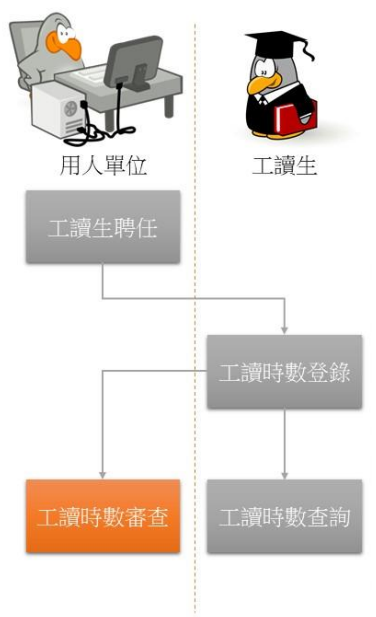 用人單位
工讀生
工讀生聘任
工讀時數登錄
工讀時數審查
工讀時數查詢